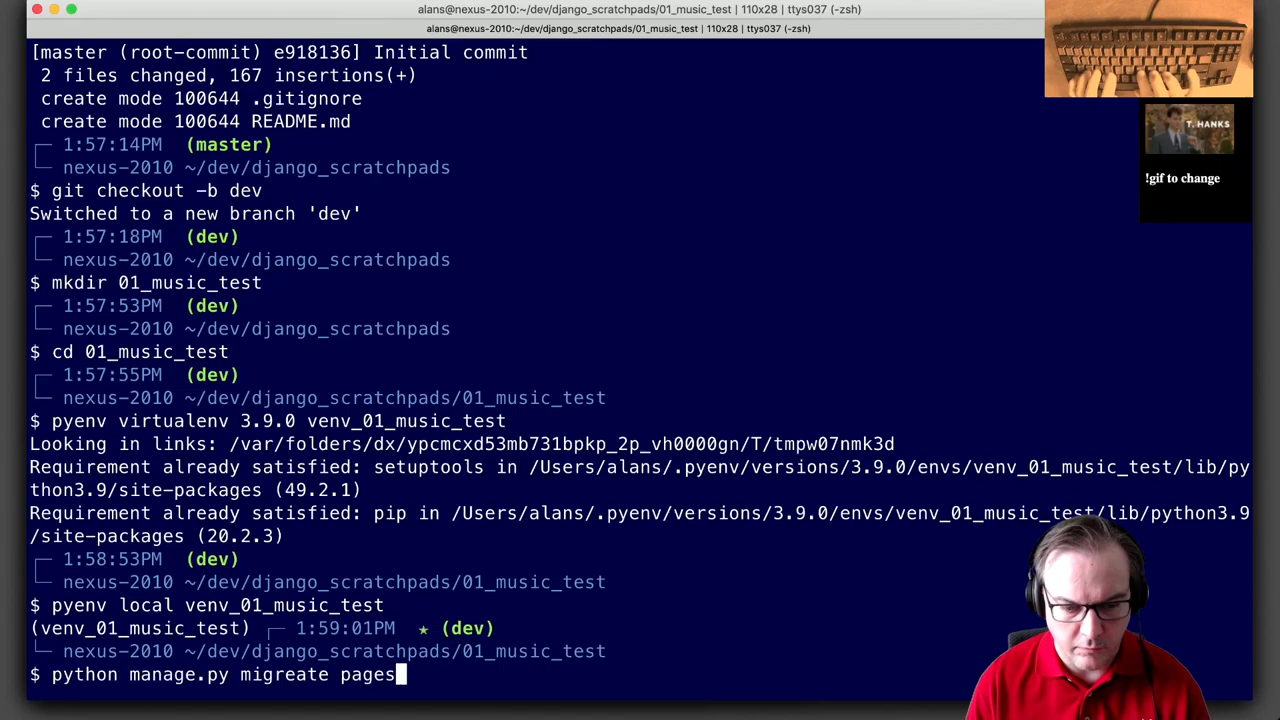 alans@nexus-2010:~/dev/django_scratchpads/01_music_test | 110x28 | ttys037 (-zsh)
alans@nexus-2010:~/dev/django_scratchpads/01_music_test | 110x28 | ttys037 (-zsh)
[master (root-commit) e918136] Initial commit
2 files changed, 167 insertions(+)
create mode 100644 .gitignore
create mode 100644 README.md
1:57:14PM (master)
nexus-2010 ~/dev/django_scratchpads
$ git checkout -b dev
Switched to a new branch 'dev'
1:57:18PM (dev)
nexus-2010 ~/dev/django_scratchpads
$ mkdir 01_music_test
1:57:53PM (dev)
nexus-2010 ~/dev/django_scratchpads
$ cd 01_music_test
1:57:55PM (dev)
nexus-2010 ~/dev/django_scratchpads/01_music_test
$ pyenv virtualenv 3.9.0 venv_01_music_test
Looking in links: /var/folders/dx/ypcmcxd53mb731bpkp_2p_vh0000gn/T/tmpw07nmk3d
Requirement already satisfied: setuptools in /Users/alans/.pyenv/versions/3.9.0/envs/venv_01_music_test/lib/py
thon3.9/site-packages (49.2.1)
Requirement already satisfied: pip in /Users/alans/.pyenv/versions/3.9.0/envs/venv_01_music_test/lib/python3.9
/site-packages (20.2.3)
1:58:53PM (dev)
nexus-2010 ~/dev/django_scratchpads/01_music_test
$ pyenv local venv_01_music_test
(venv_01_music_test) 1:59:01PM ★ (dev)
nexus-2010 ~/dev/django_scratchpads/01_music_test
$ python manage.py migreate pages
T. HANKS
!gif to change